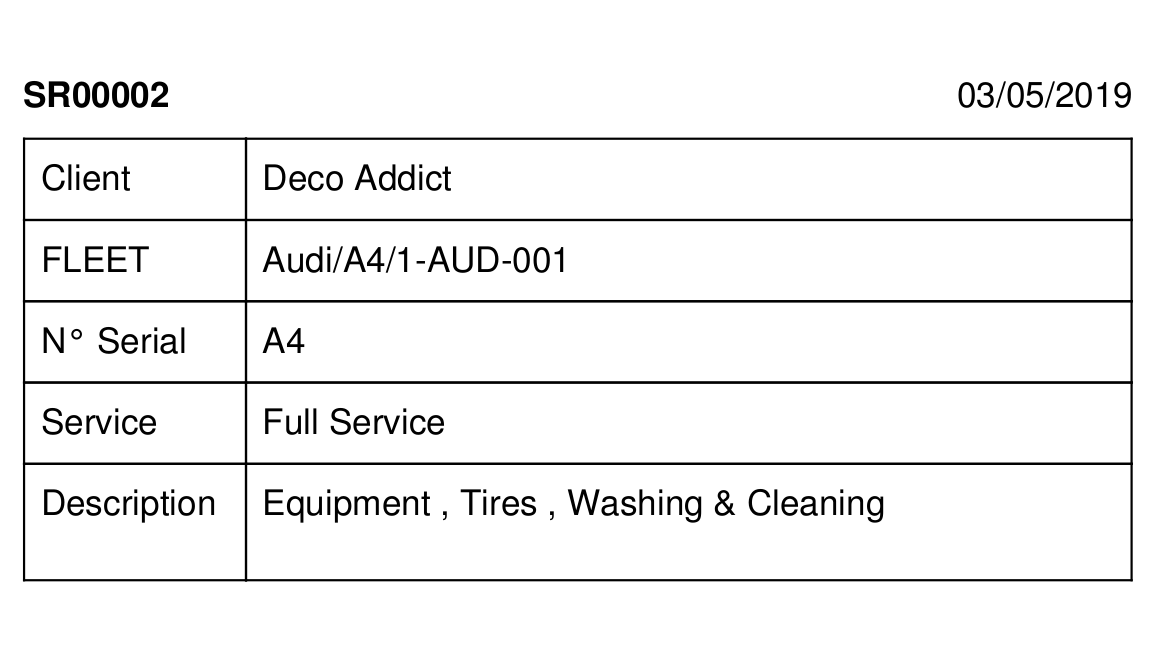 SR00002 03/05/2019
Client Deco Addict
FLEET Audi/A4/1-AUD-001
N° Serial A4
Service Full Service
Description Equipment , Tires , Washing & Cleaning